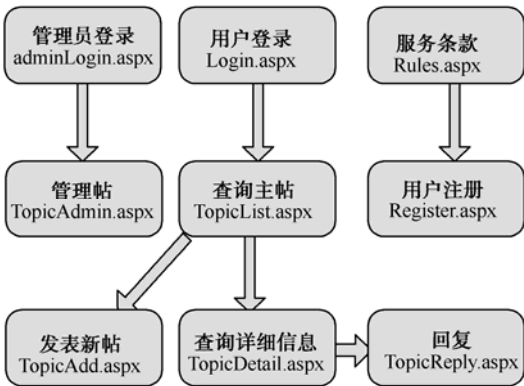 管理员登录
adminLogin.aspx
用户登录
Login.aspx
服务条款
Rules.aspx
管理帖
TopicAdmin.aspx
查询主帖
TopicList.aspx
用户注册
Register.aspx
发表新帖
TopicAdd.aspx
查询详细信息
TopicDetail.aspx
回复
TopicReply.aspx